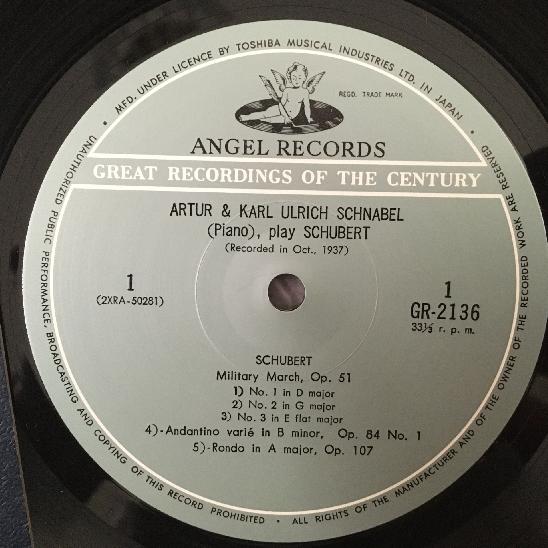 • MFD. UNDER LICENCE BY TOSHIBA MUSICAL INDUSTRIES LTD. IN JAPAN •
REGD. TRADE MARK
ANGEL RECORDS
GREAT RECORDINGS OF THE CENTURY
ARTUR & KARL ULRICH SCHNABEL
(Piano), play SCHUBERT
(Recorded in Oct., 1937)
1
(2XRA-50281)
1
GR-2136
33⅓ r. p. m.
SCHUBERT
Military March, Op. 51
1) No. 1 in D major
2) No. 2 in G major
3) No. 3 in E flat major
4)-Andantino varié in B minor, Op. 84 No. 1
5)-Rondo in A major, Op. 107
UNAUTHORIZED PUBLIC PERFORMANCE, BROADCASTING AND COPYING OF THIS RECORD PROHIBITED • ALL RIGHTS OF THE MANUFACTURER AND OF THE OWNER OF THE RECORDED WORK ARE RESERVED